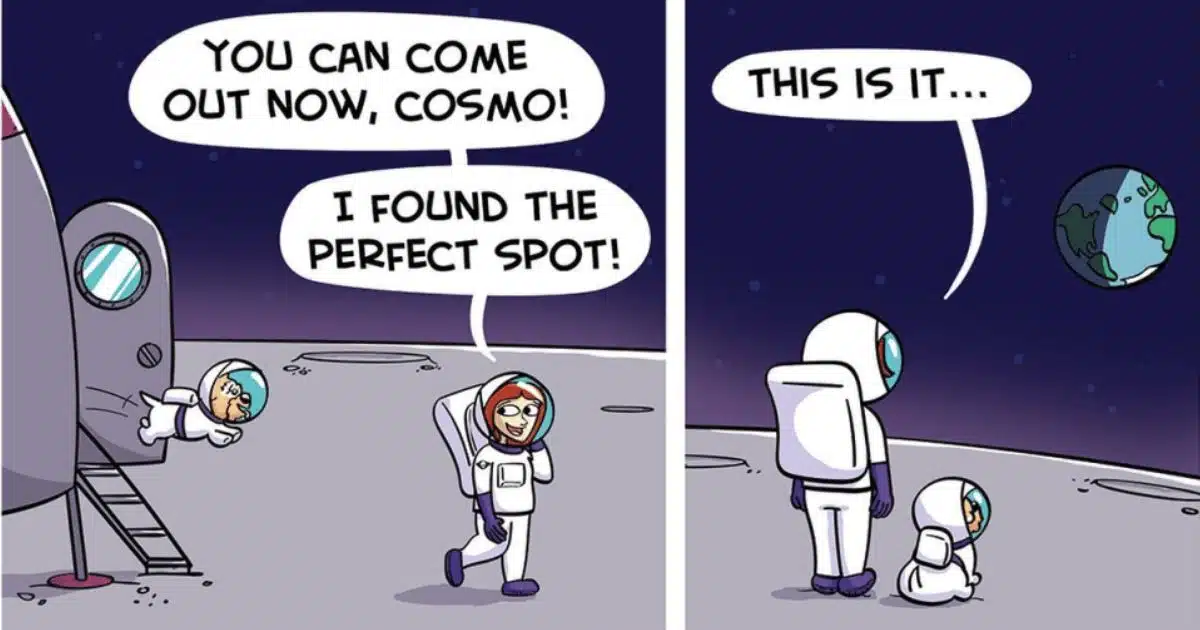 YOU CAN COME
OUT NOW, COSMO!
I FOUND THE
PERFECT SPOT!
THIS IS IT...